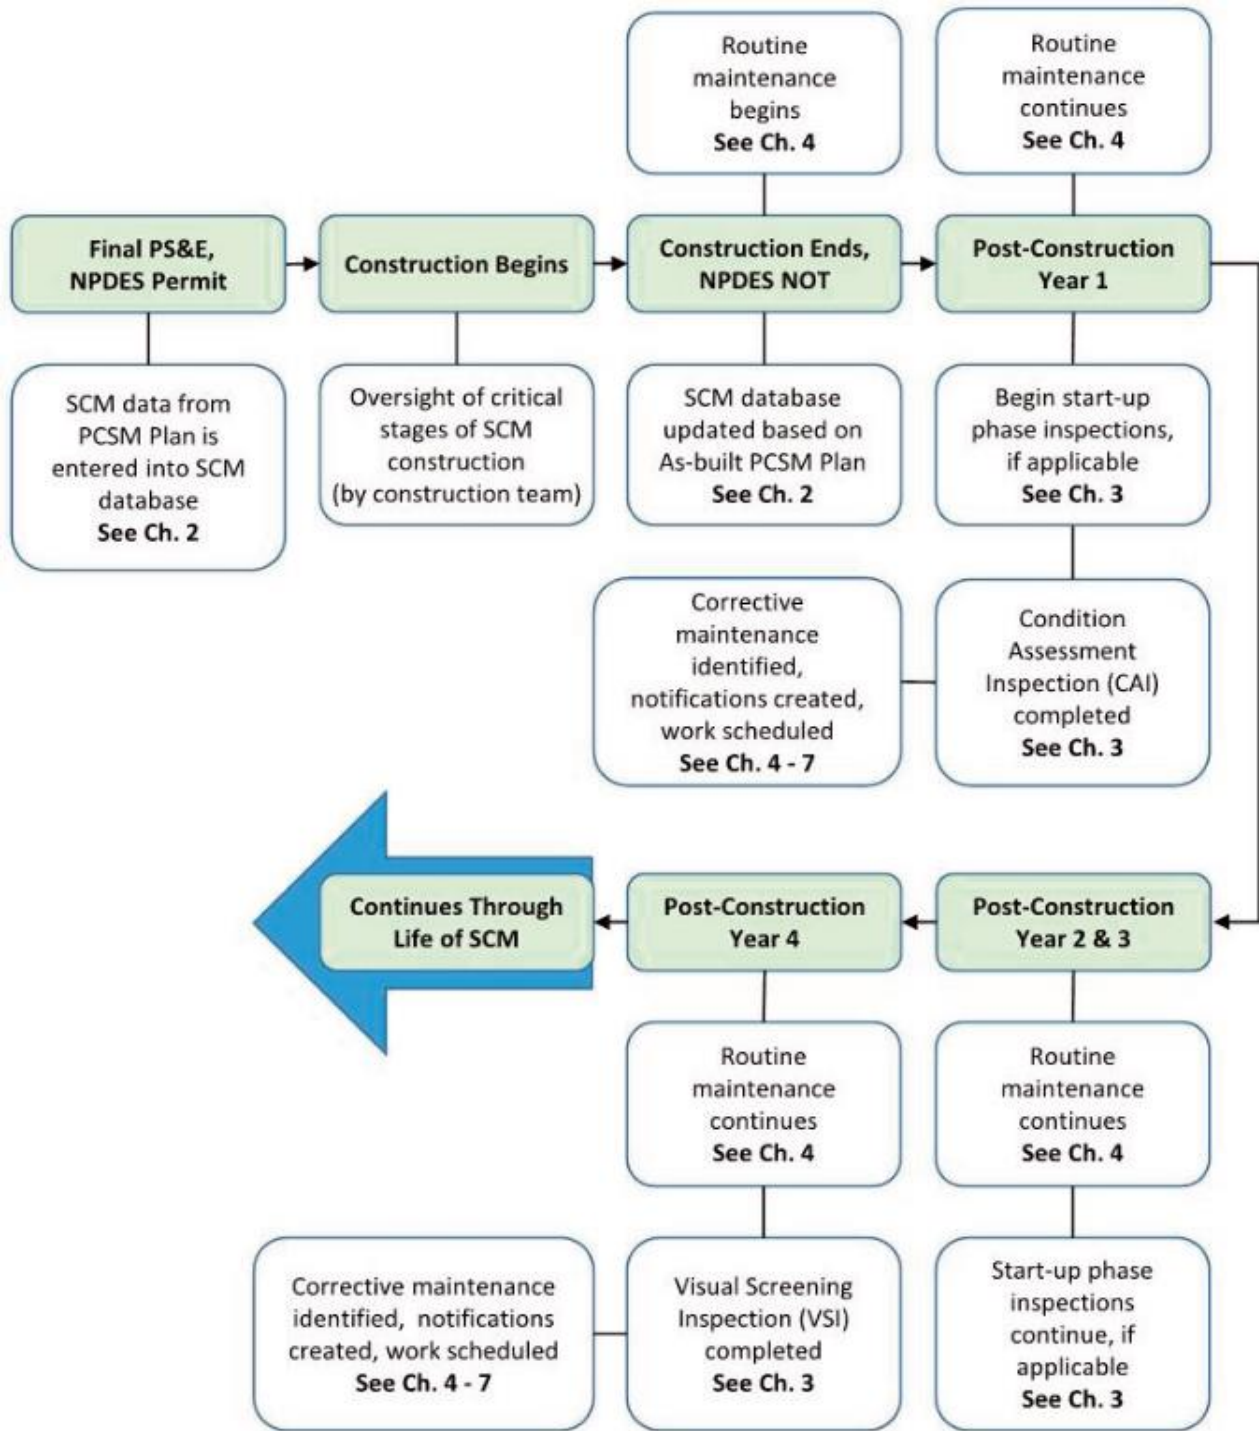 Routine
maintenance
begins
See Ch. 4
Routine
maintenance
continues
See Ch. 4
Final PS&E,
NPDES Permit
Construction Begins
Construction Ends,
NPDES NOT
Post-Construction
Year 1
SCM data from
PCSM Plan is
entered into SCM
database
See Ch. 2
Oversight of critical
stages of SCM
construction
(by construction team)
SCM database
updated based on
As-built PCSM Plan
See Ch. 2
Begin start-up
phase inspections,
if applicable
See Ch. 3
Corrective
maintenance
identified,
notifications created,
work scheduled
See Ch. 4 - 7
Condition
Assessment
Inspection (CAI)
completed
See Ch. 3
Continues Through
Life of SCM
Post-Construction
Year 4
Post-Construction
Year 2 & 3
Routine
maintenance
continues
See Ch. 4
Routine
maintenance
continues
See Ch. 4
Corrective maintenance
identified, notifications
created, work scheduled
See Ch. 4 - 7
Visual Screening
Inspection (VSI)
completed
See Ch. 3
Start-up phase
inspections
continue, if
applicable
See Ch. 3